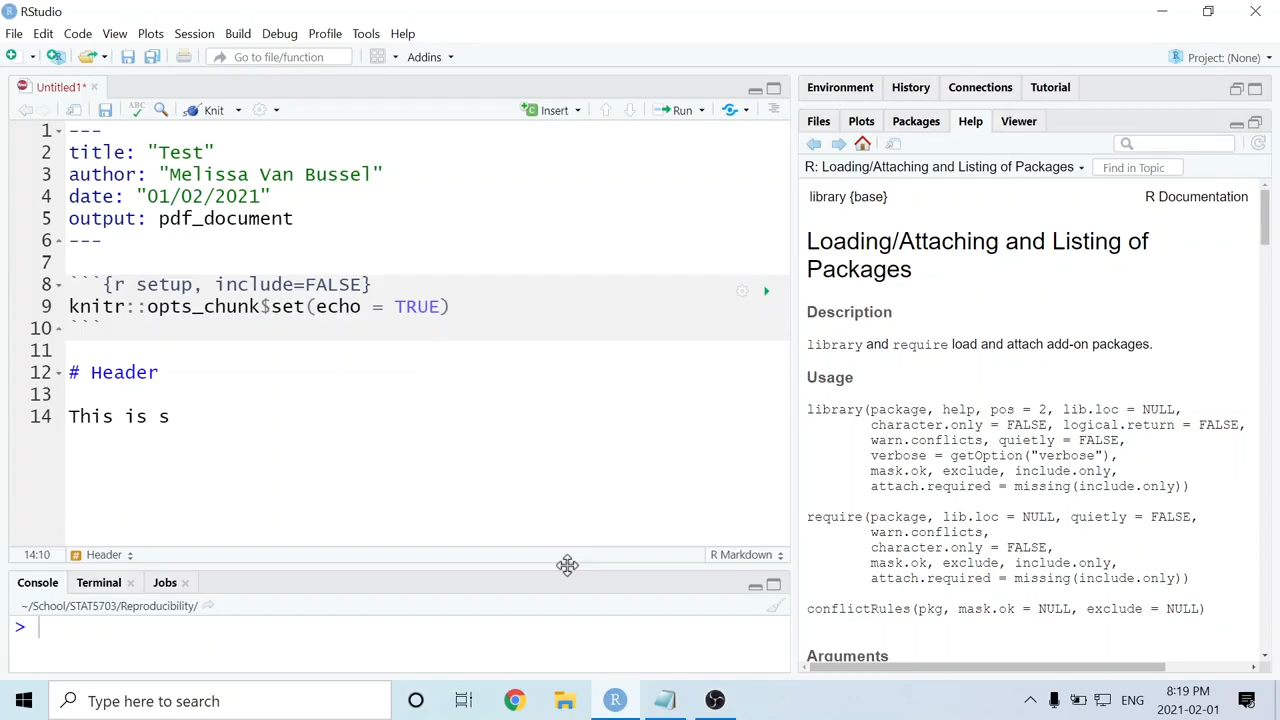 RStudio
File Edit Code View Plots Session Build Debug Profile Tools Help
Go to file/function Addins Project: (None)
Untitled1*
ABC Knit Insert Run
1 ---
2 title: "Test"
3 author: "Melissa Van Bussel"
4 date: "01/02/2021"
5 output: pdf_document
6 ---
7
8 ```{r setup, include=FALSE}
9 knitr::opts_chunk$set(echo = TRUE)
10 ```
11
12 # Header
13
14 This is s
14:10 # Header R Markdown
Console Terminal Jobs
~/School/STAT5703/Reproducibility/
>
Environment History Connections Tutorial
Files Plots Packages Help Viewer
R: Loading/Attaching and Listing of Packages Find in Topic
library {base} R Documentation
Loading/Attaching and Listing of
Packages
Description
library and require load and attach add-on packages.
Usage
library(package, help, pos = 2, lib.loc = NULL,
character.only = FALSE, logical.return = FALSE,
warn.conflicts, quietly = FALSE,
verbose = getOption("verbose"),
mask.ok, exclude, include.only,
attach.required = missing(include.only))
require(package, lib.loc = NULL, quietly = FALSE,
warn.conflicts,
character.only = FALSE,
mask.ok, exclude, include.only,
attach.required = missing(include.only))
conflictRules(pkg, mask.ok = NULL, exclude = NULL)
Arguments
Type here to search
ENG
8:19 PM
2021-02-01